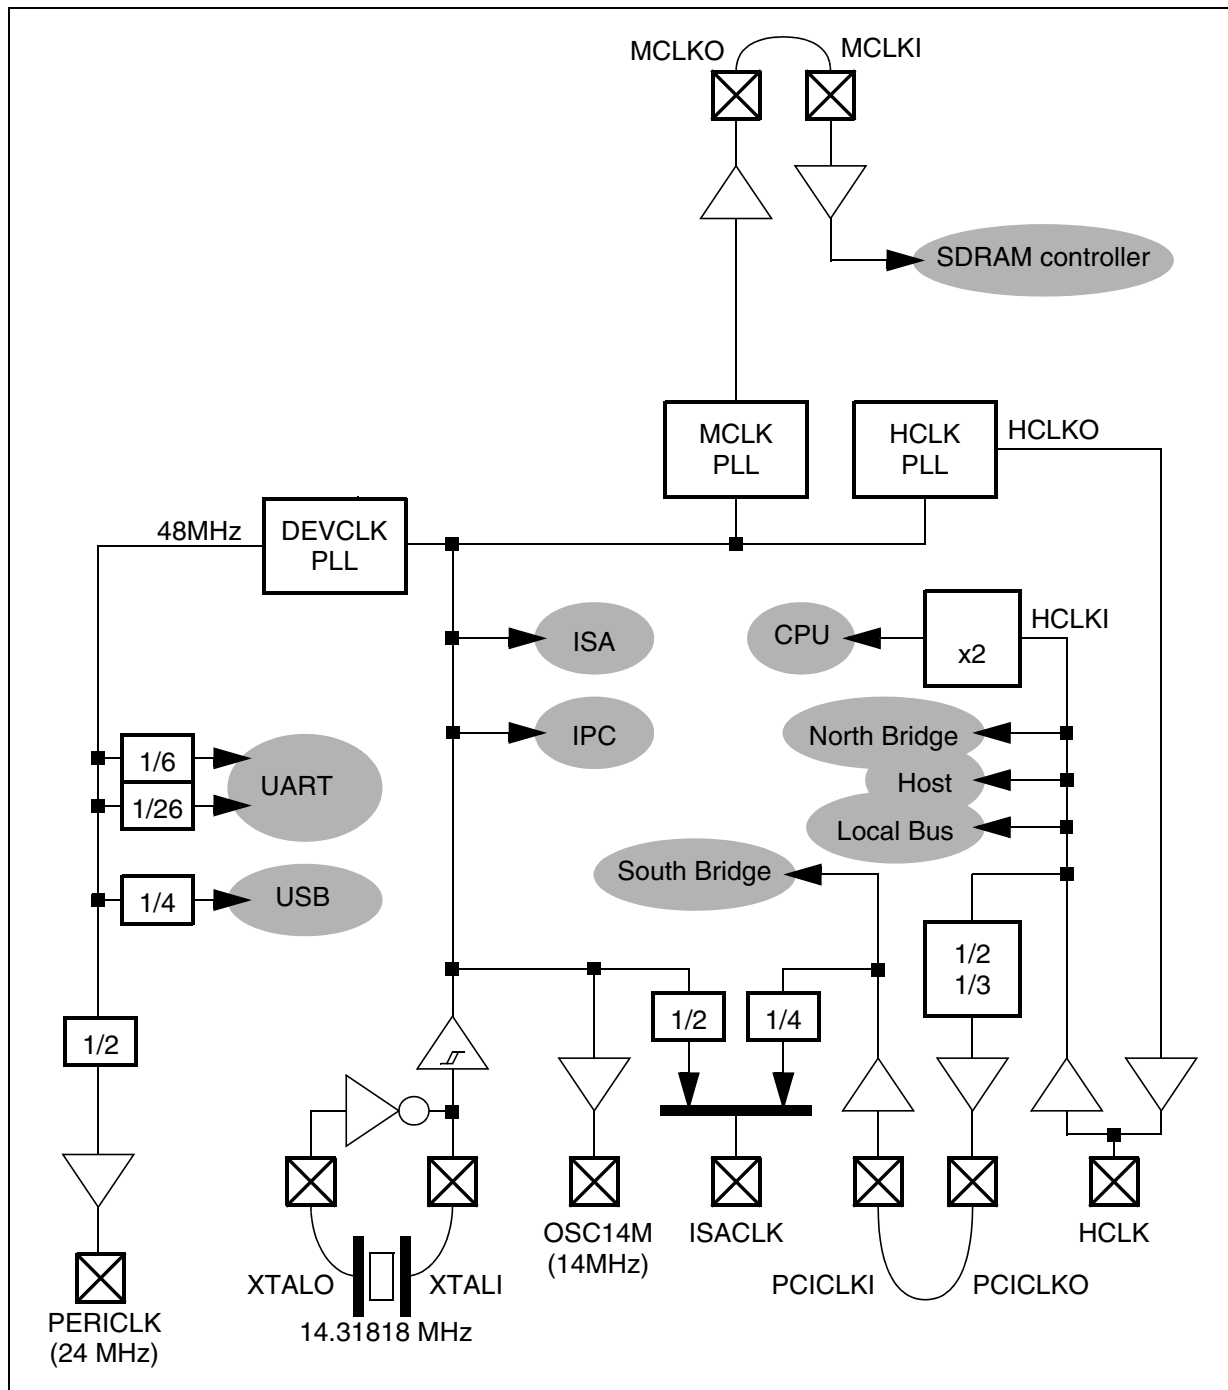 MCLKO
MCLKI
SDRAM controller
MCLK
PLL
HCLK
PLL
HCLKO
48MHz
DEVCLK
PLL
ISA
CPU
x2
HCLKI
IPC
North Bridge
1/6
UART
Host
1/26
Local Bus
South Bridge
1/4
USB
1/2
1/3
1/2
1/4
1/2
OSC14M
(14MHz)
ISACLK
HCLK
XTALO
XTALI
PCICLKI
PCICLKO
14.31818 MHz
PERICLK
(24 MHz)